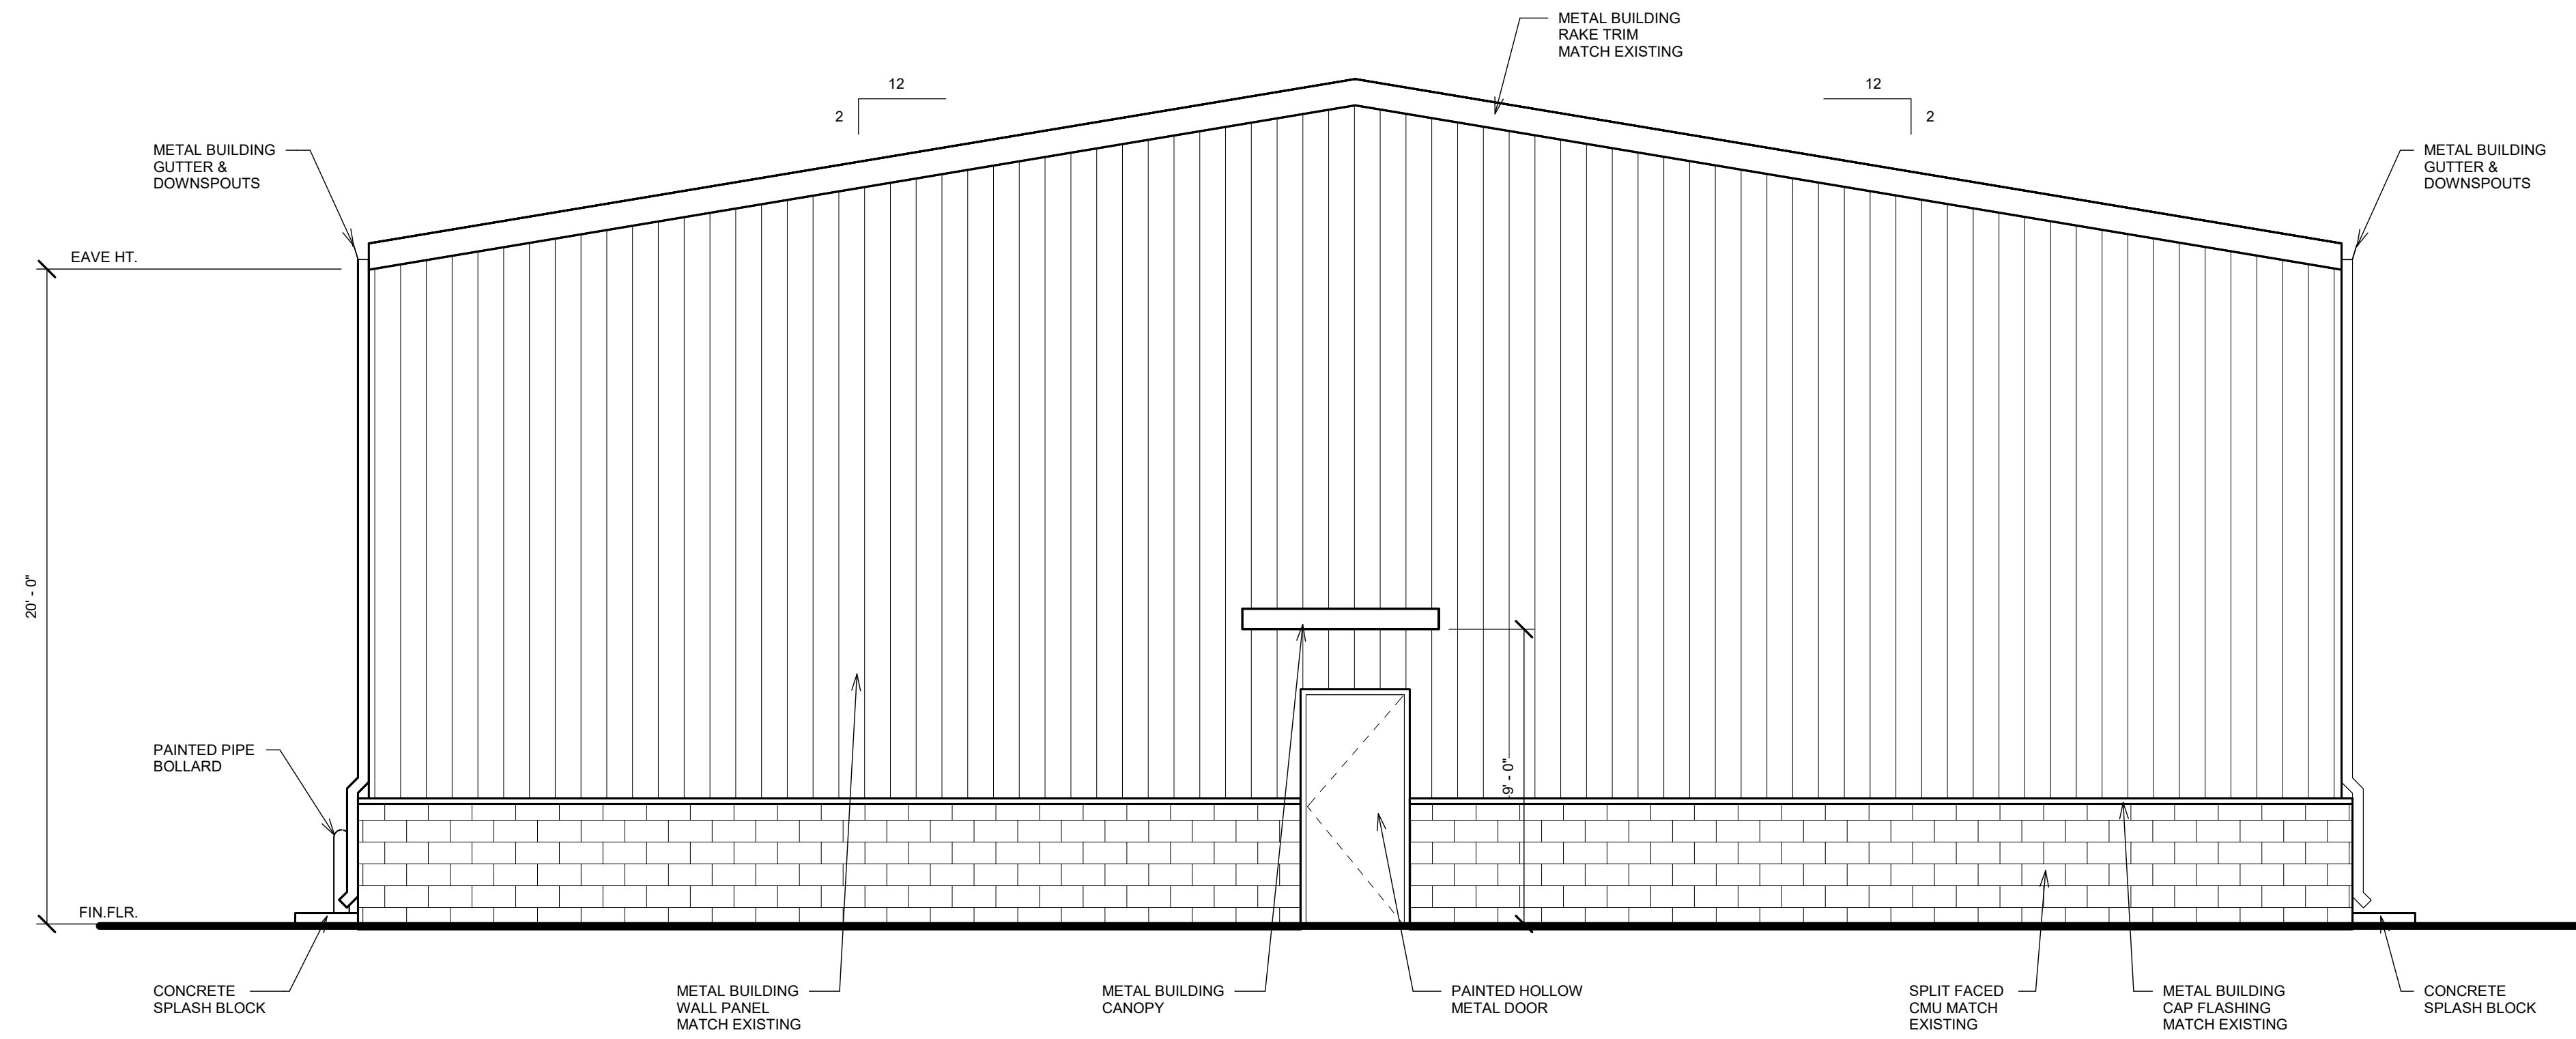 METAL BUILDING
RAKE TRIM
MATCH EXISTING
12
2
12
2
METAL BUILDING
GUTTER &
DOWNSPOUTS
METAL BUILDING
GUTTER &
DOWNSPOUTS
EAVE HT.
20' - 0"
PAINTED PIPE
BOLLARD
9' - 0"
FIN.FLR.
CONCRETE
SPLASH BLOCK
METAL BUILDING
WALL PANEL
MATCH EXISTING
METAL BUILDING
CANOPY
PAINTED HOLLOW
METAL DOOR
SPLIT FACED
CMU MATCH
EXISTING
METAL BUILDING
CAP FLASHING
MATCH EXISTING
CONCRETE
SPLASH BLOCK